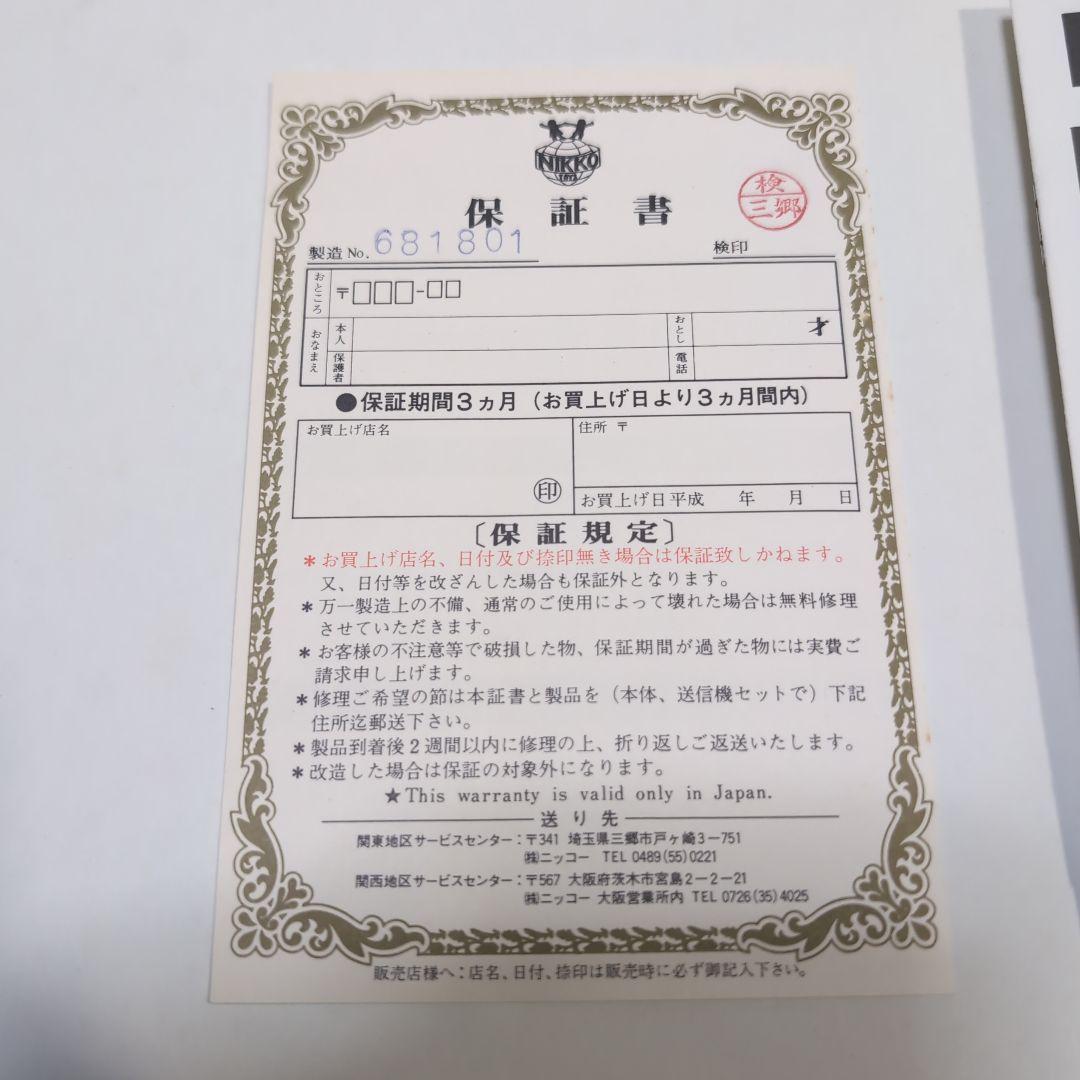 NIKKO
保証書
検
三郷
製造 No. 681801
検印
おところ 〒□□□-□□
おなまえ 本人 おとし 才
保護者 電話
●保証期間3ヵ月(お買上げ日より3ヵ月間内)
お買上げ店名 住所 〒
印
お買上げ日平成 年 月 日
〔保証規定〕
*お買上げ店名、日付及び捺印無き場合は保証致しかねます。
又、日付等を改ざんした場合も保証外となります。
*万一製造上の不備、通常のご使用によって壊れた場合は無料修理
させていただきます。
*お客様の不注意等で破損した物、保証期間が過ぎた物には実費ご
請求申し上げます。
*修理ご希望の節は本証書と製品を(本体、送信機セットで)下記
住所迄郵送下さい。
*製品到着後2週間以内に修理の上、折り返しご返送いたします。
*改造した場合は保証の対象外になります。
★This warranty is valid only in Japan.
送り先
関東地区サービスセンター:〒341 埼玉県三郷市戸ヶ崎3-751
㈱ニッコー TEL 0489(55)0221
関西地区サービスセンター:〒567 大阪府茨木市宮島2-2-21
㈱ニッコー 大阪営業所内 TEL 0726(35)4025
販売店様へ:店名、日付、捺印は販売時に必ず御記入下さい。